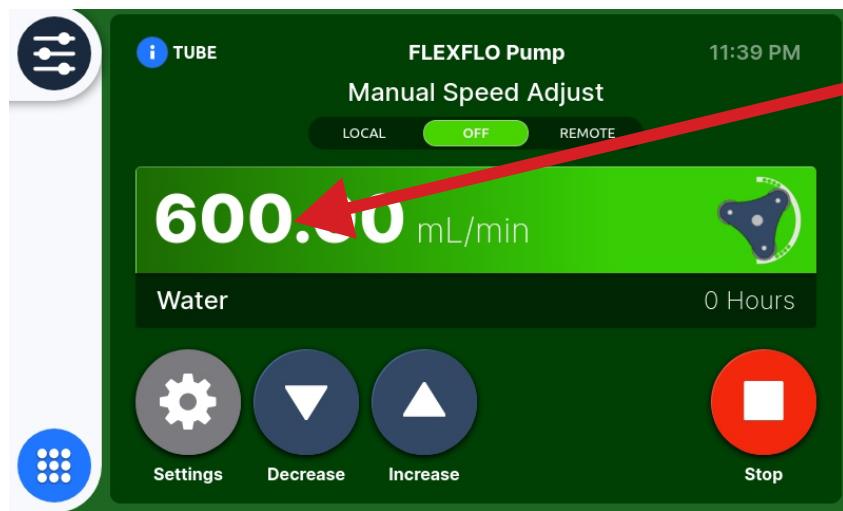 TUBE
FLEXFLO Pump
11:39 PM
Manual Speed Adjust
LOCAL
OFF
REMOTE
600.00 mL/min
Water
0 Hours
Settings
Decrease
Increase
Stop